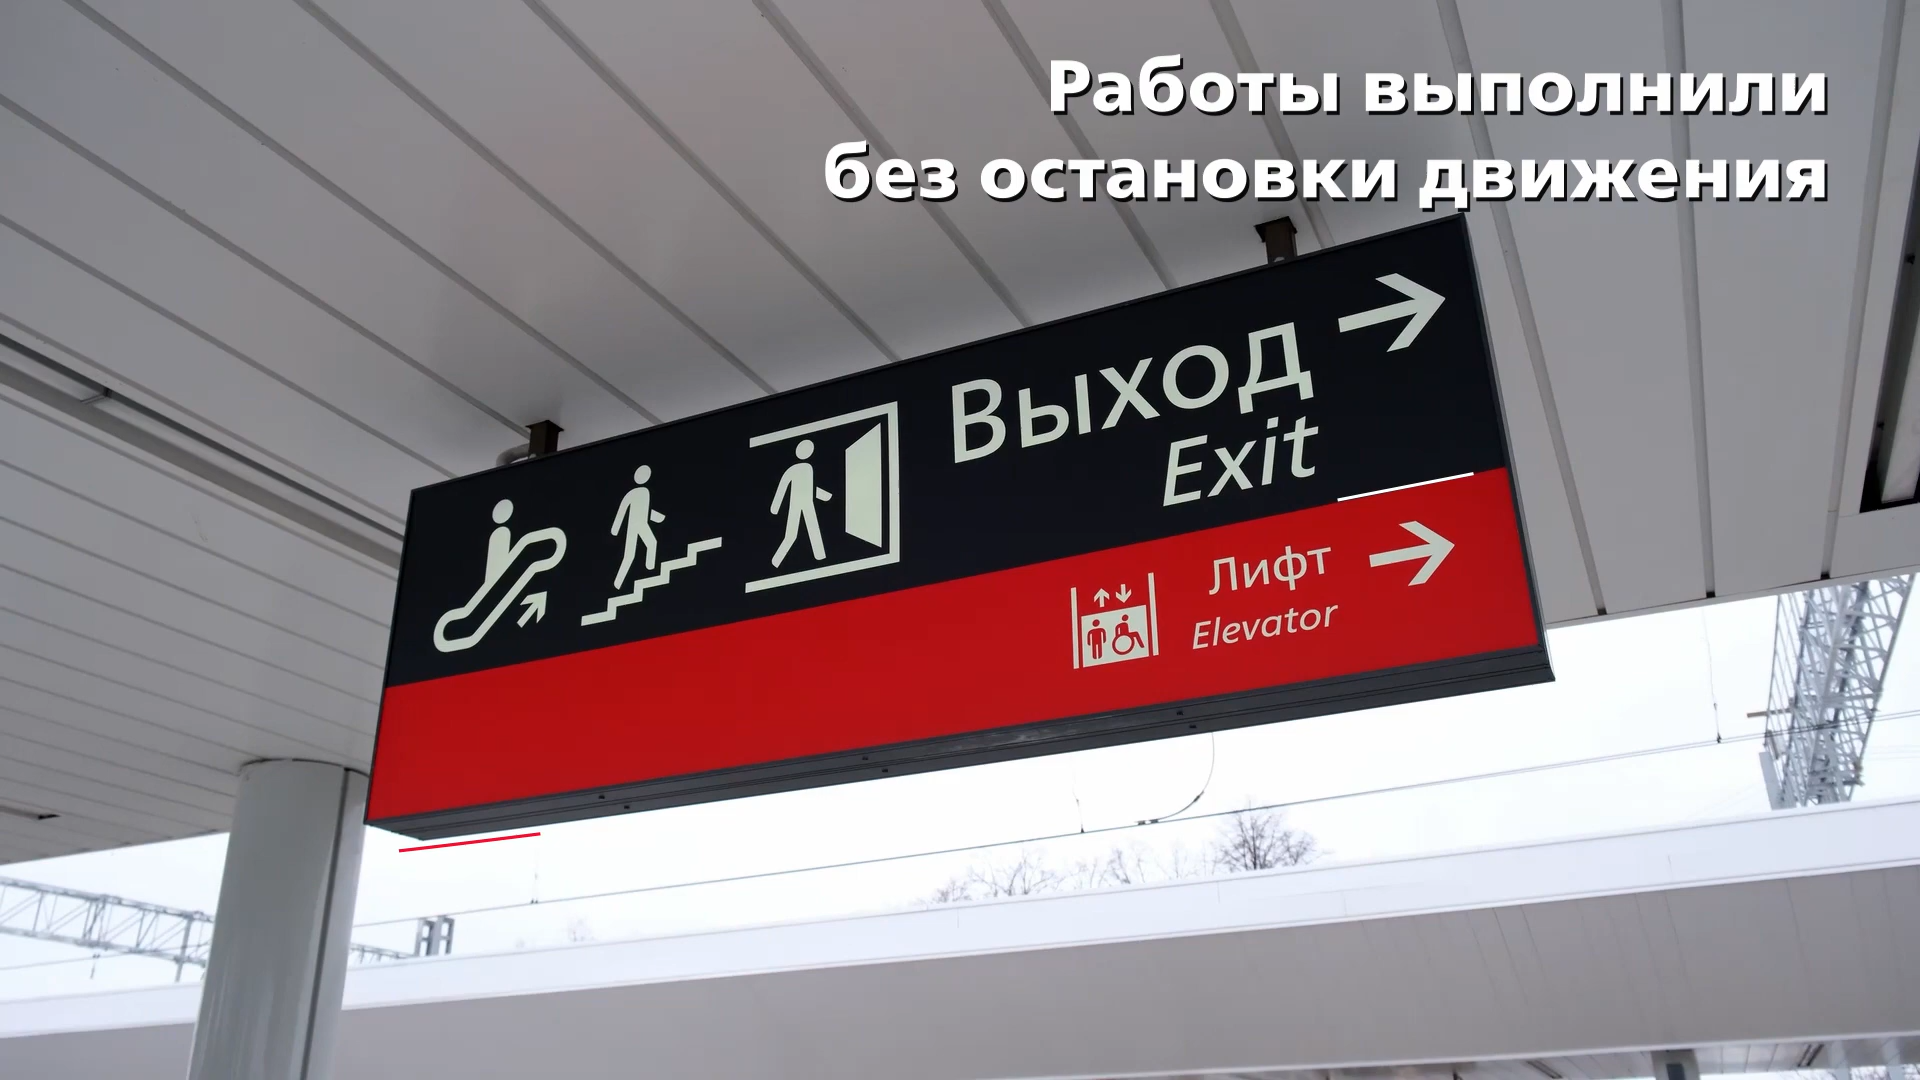 Работы выполнили
без остановки движения
Выход
Exit
Лифт
Elevator